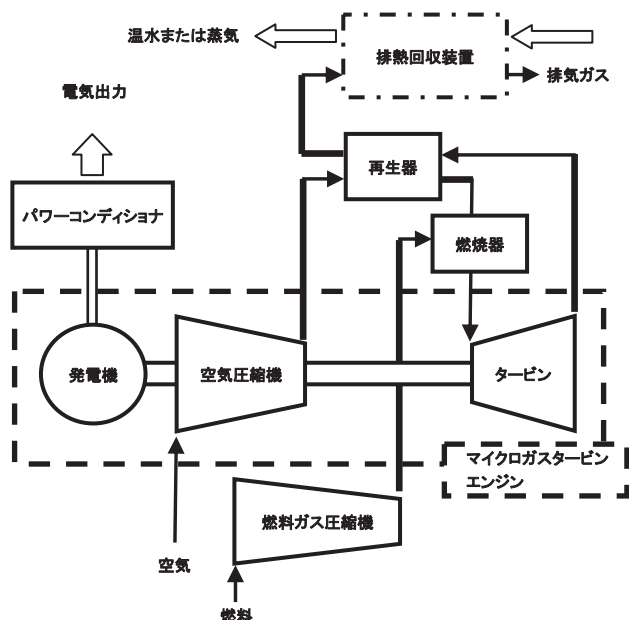 温水または蒸気
排熱回収装置
電気出力
排気ガス
再生器
パワーコンディショナ
燃焼器
発電機
空気圧縮機
タービン
マイクロガスタービン
エンジン
燃料ガス圧縮機
空気
燃料